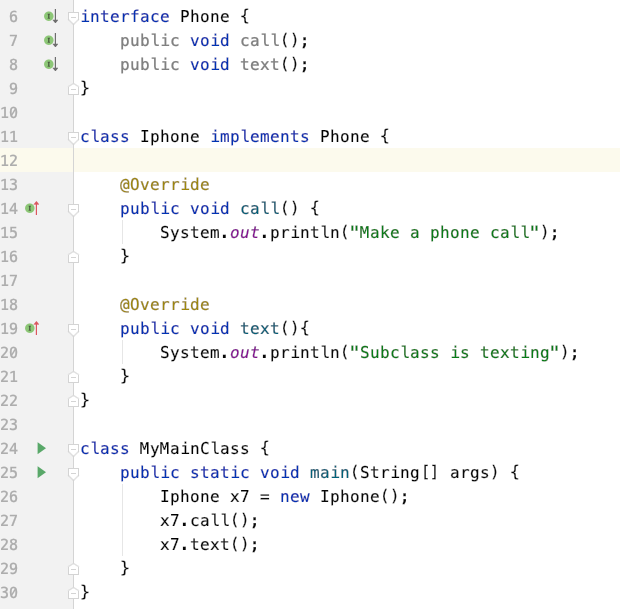 6 interface Phone {
7 public void call();
8 public void text();
9 }
10
11 class Iphone implements Phone {
12
13 @Override
14 public void call() {
15 System.out.println("Make a phone call");
16 }
17
18 @Override
19 public void text(){
20 System.out.println("Subclass is texting");
21 }
22 }
23
24 class MyMainClass {
25 public static void main(String[] args) {
26 Iphone x7 = new Iphone();
27 x7.call();
28 x7.text();
29 }
30 }